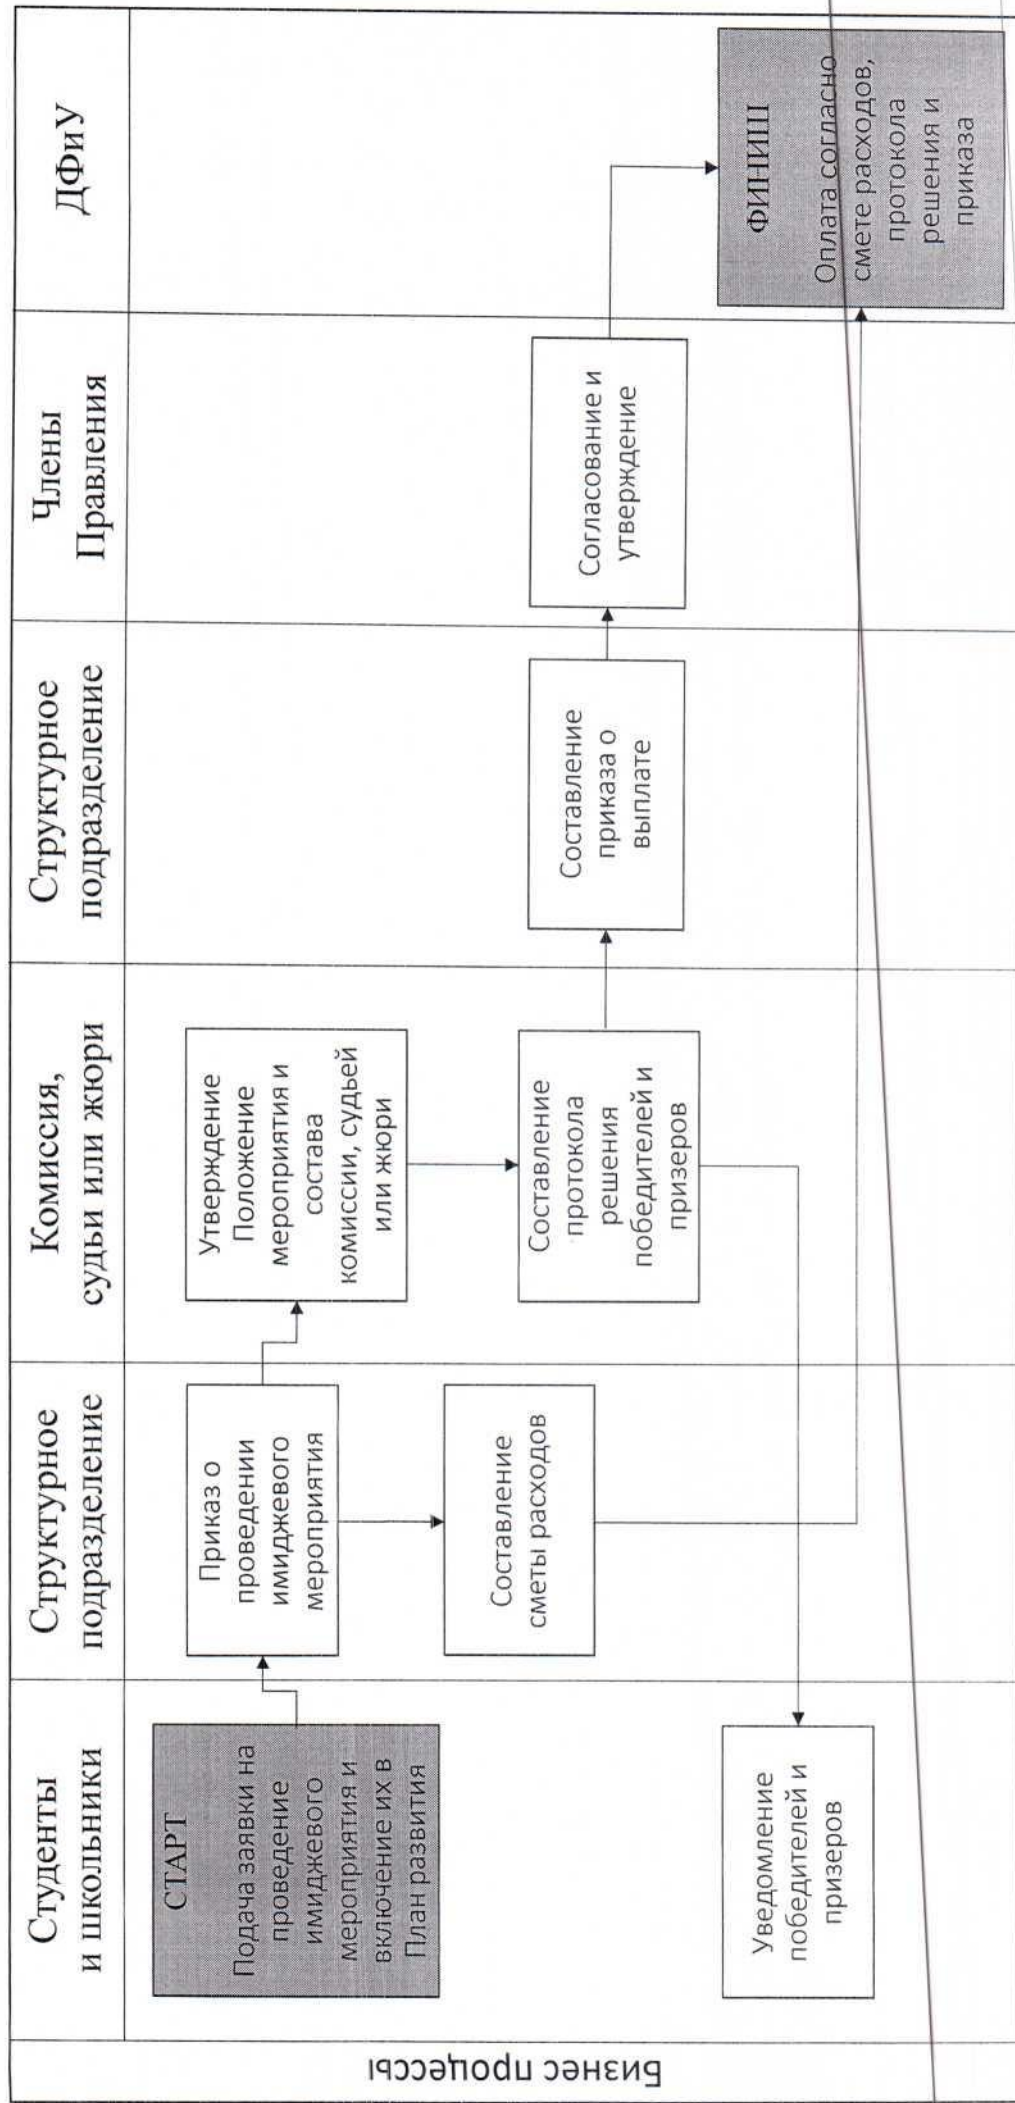 Бизнес процессы
Студенты
и школьники
Структурное
подразделение
Комиссия,
судьи или жюри
Структурное
подразделение
Члены
Правления
ДФиУ
СТАРТ
Подача заявки на
проведение
имиджевого
мероприятия и
включение их в
План развития
Приказ о
проведении
имиджевого
мероприятия
Утверждение
Положение
мероприятия и
состава
комиссии, судьей
или жюри
Составление
сметы расходов
Составление
протокола
решения
победителей и
призеров
Составление
приказа о
выплате
Согласование и
утверждение
Уведомление
победителей и
призеров
ФИНИШ
Оплата согласно
смете расходов,
протокола
решения и
приказа